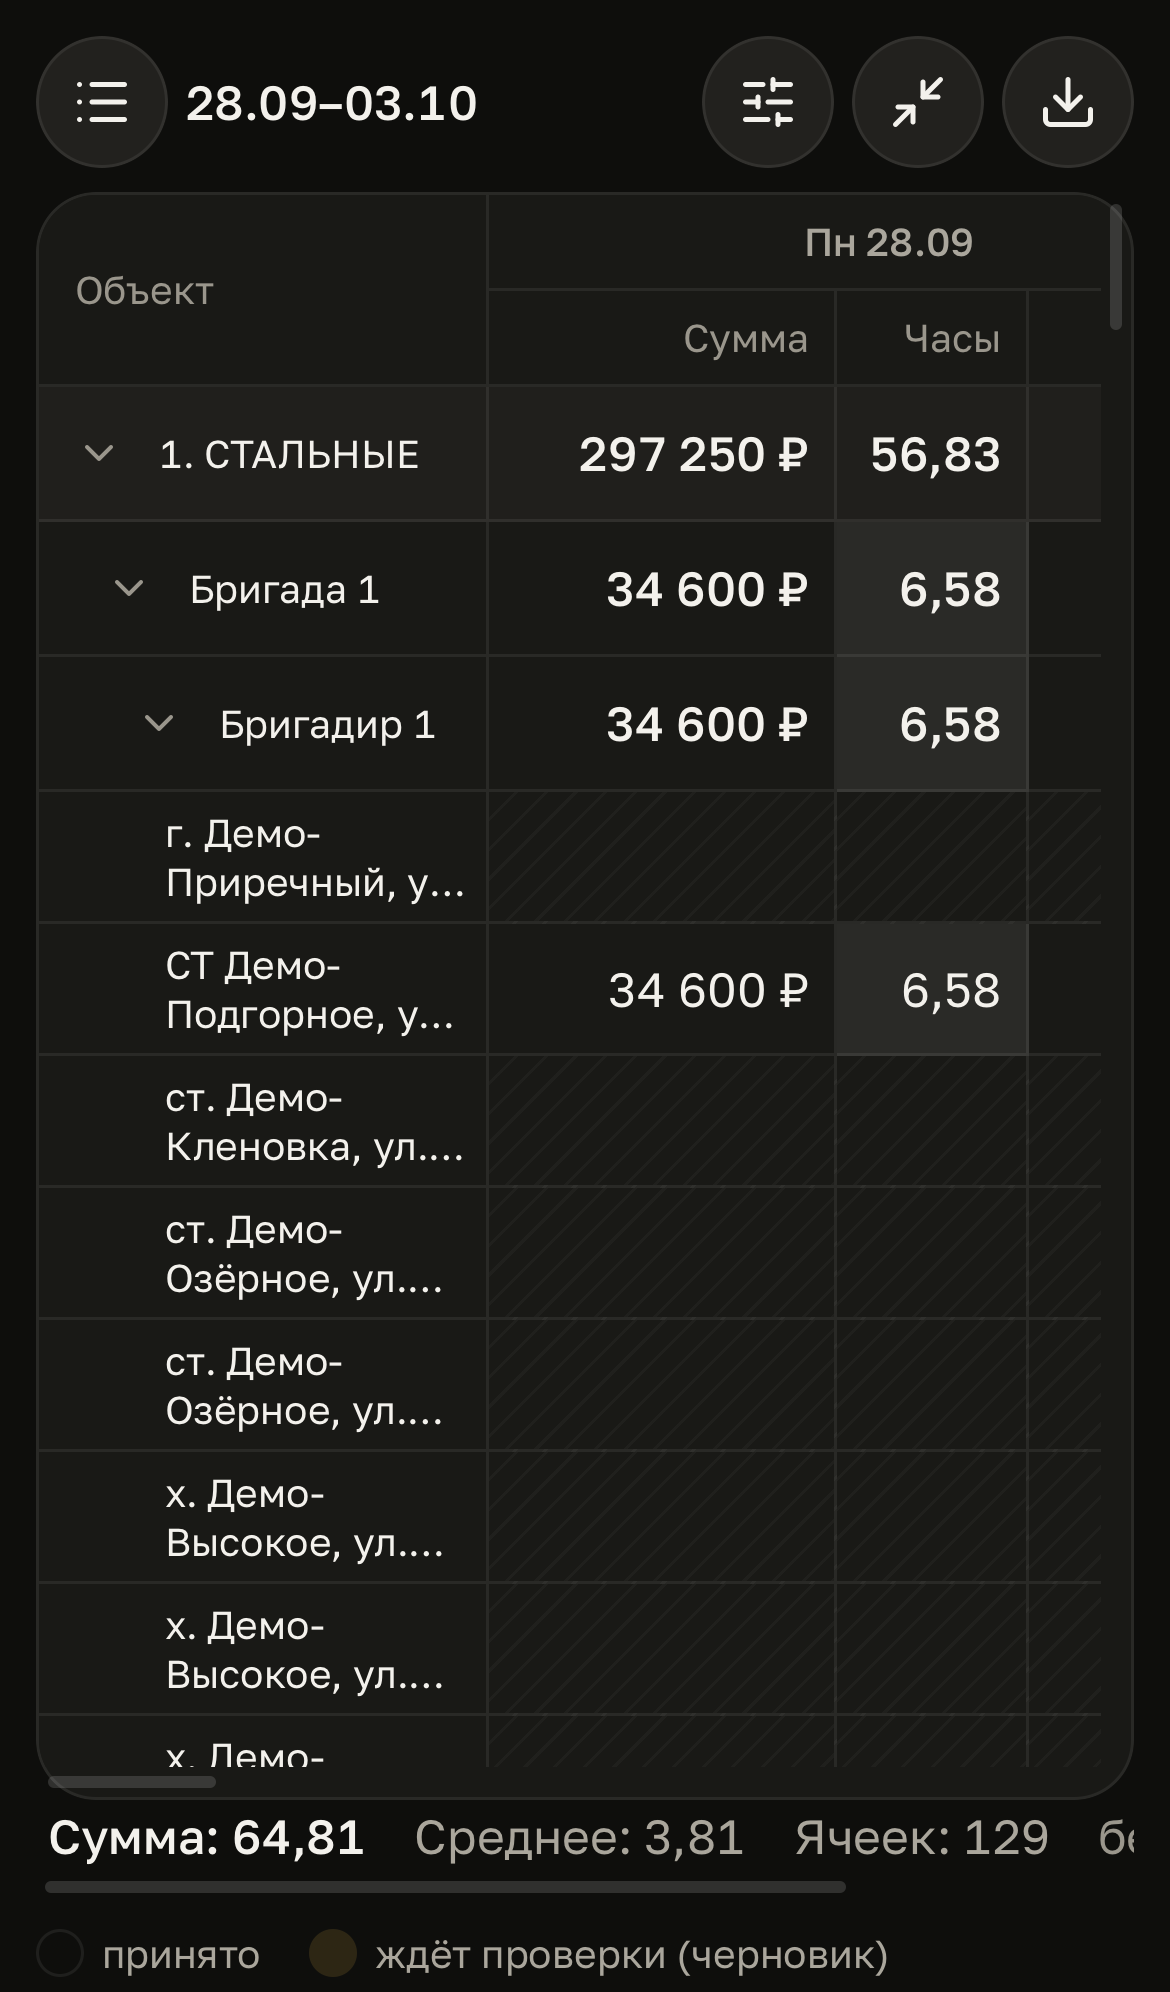 28.09–03.10
Объект
Пн 28.09
Сумма
Часы
1. СТАЛЬНЫЕ
297 250 ₽
56,83
Бригада 1
34 600 ₽
6,58
Бригадир 1
34 600 ₽
6,58
г. Демо-
Приречный, у...
СТ Демо-
Подгорное, у...
34 600 ₽
6,58
ст. Демо-
Кленовка, ул....
ст. Демо-
Озёрное, ул....
ст. Демо-
Озёрное, ул....
х. Демо-
Высокое, ул....
х. Демо-
Высокое, ул....
х. Демо-
Сумма: 64,81 Среднее: 3,81 Ячеек: 129
принято
ждёт проверки (черновик)